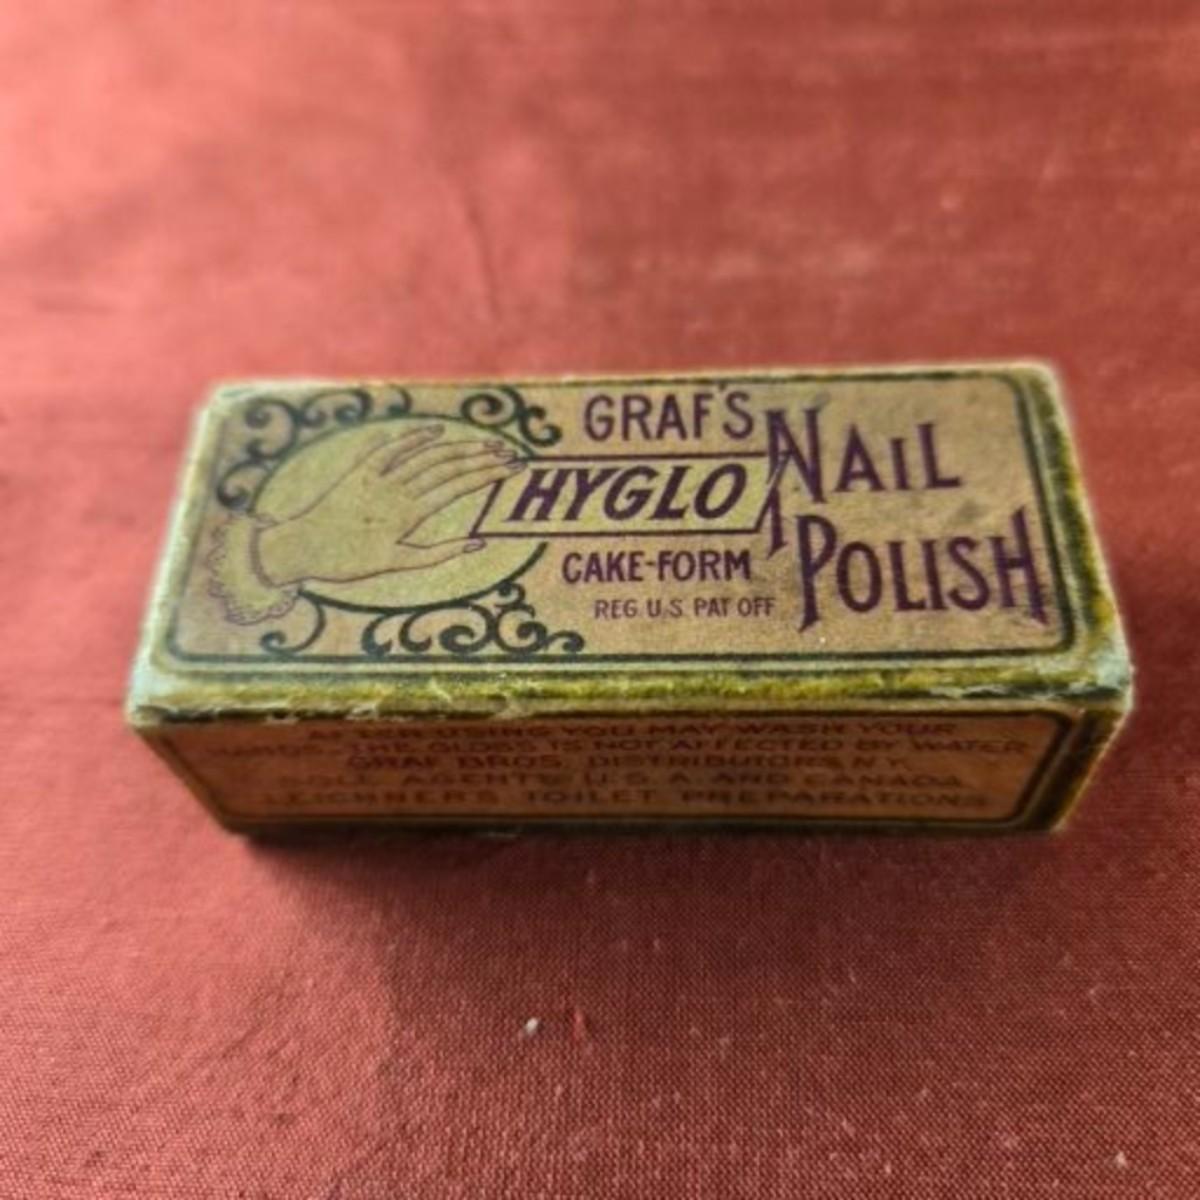 GRAF'S
HYGLO
CAKE-FORM
REG U.S. PAT OFF
NAIL
POLISH
AFTER USING YOU MAY WASH YOUR
HANDS-THE GLOSS IS NOT AFFECTED BY WATER
GRAF BROS. DISTRIBUTORS N.Y.
SOLE AGENTS U.S.A. AND CANADA
LEICHNER'S TOILET PREPARATIONS